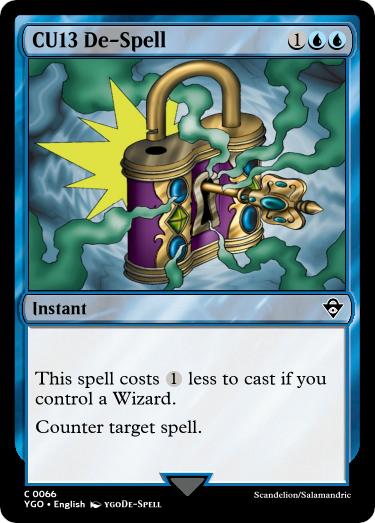 CU13 De-Spell 1
Instant
This spell costs 1 less to cast if you
control a Wizard.
Counter target spell.
C 0066
YGO • English YGODe-Spell
Scandelion/Salamandric